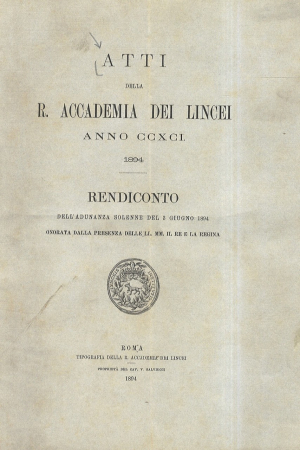 ATTI
DELLA
R. ACCADEMIA DEI LINCEI
ANNO CCXCI.
1894
RENDICONTO
DELL'ADUNANZA SOLENNE DEL 3 GIUGNO 1894
ONORATA DALLA PRESENZA DELLE LL. MM. IL RE E LA REGINA
ROMA
TIPOGRAFIA DELLA R. ACCADEMIA DEI LINCEI
PROPRIETÀ DEL CAV. V. SALVIUCCI
1894